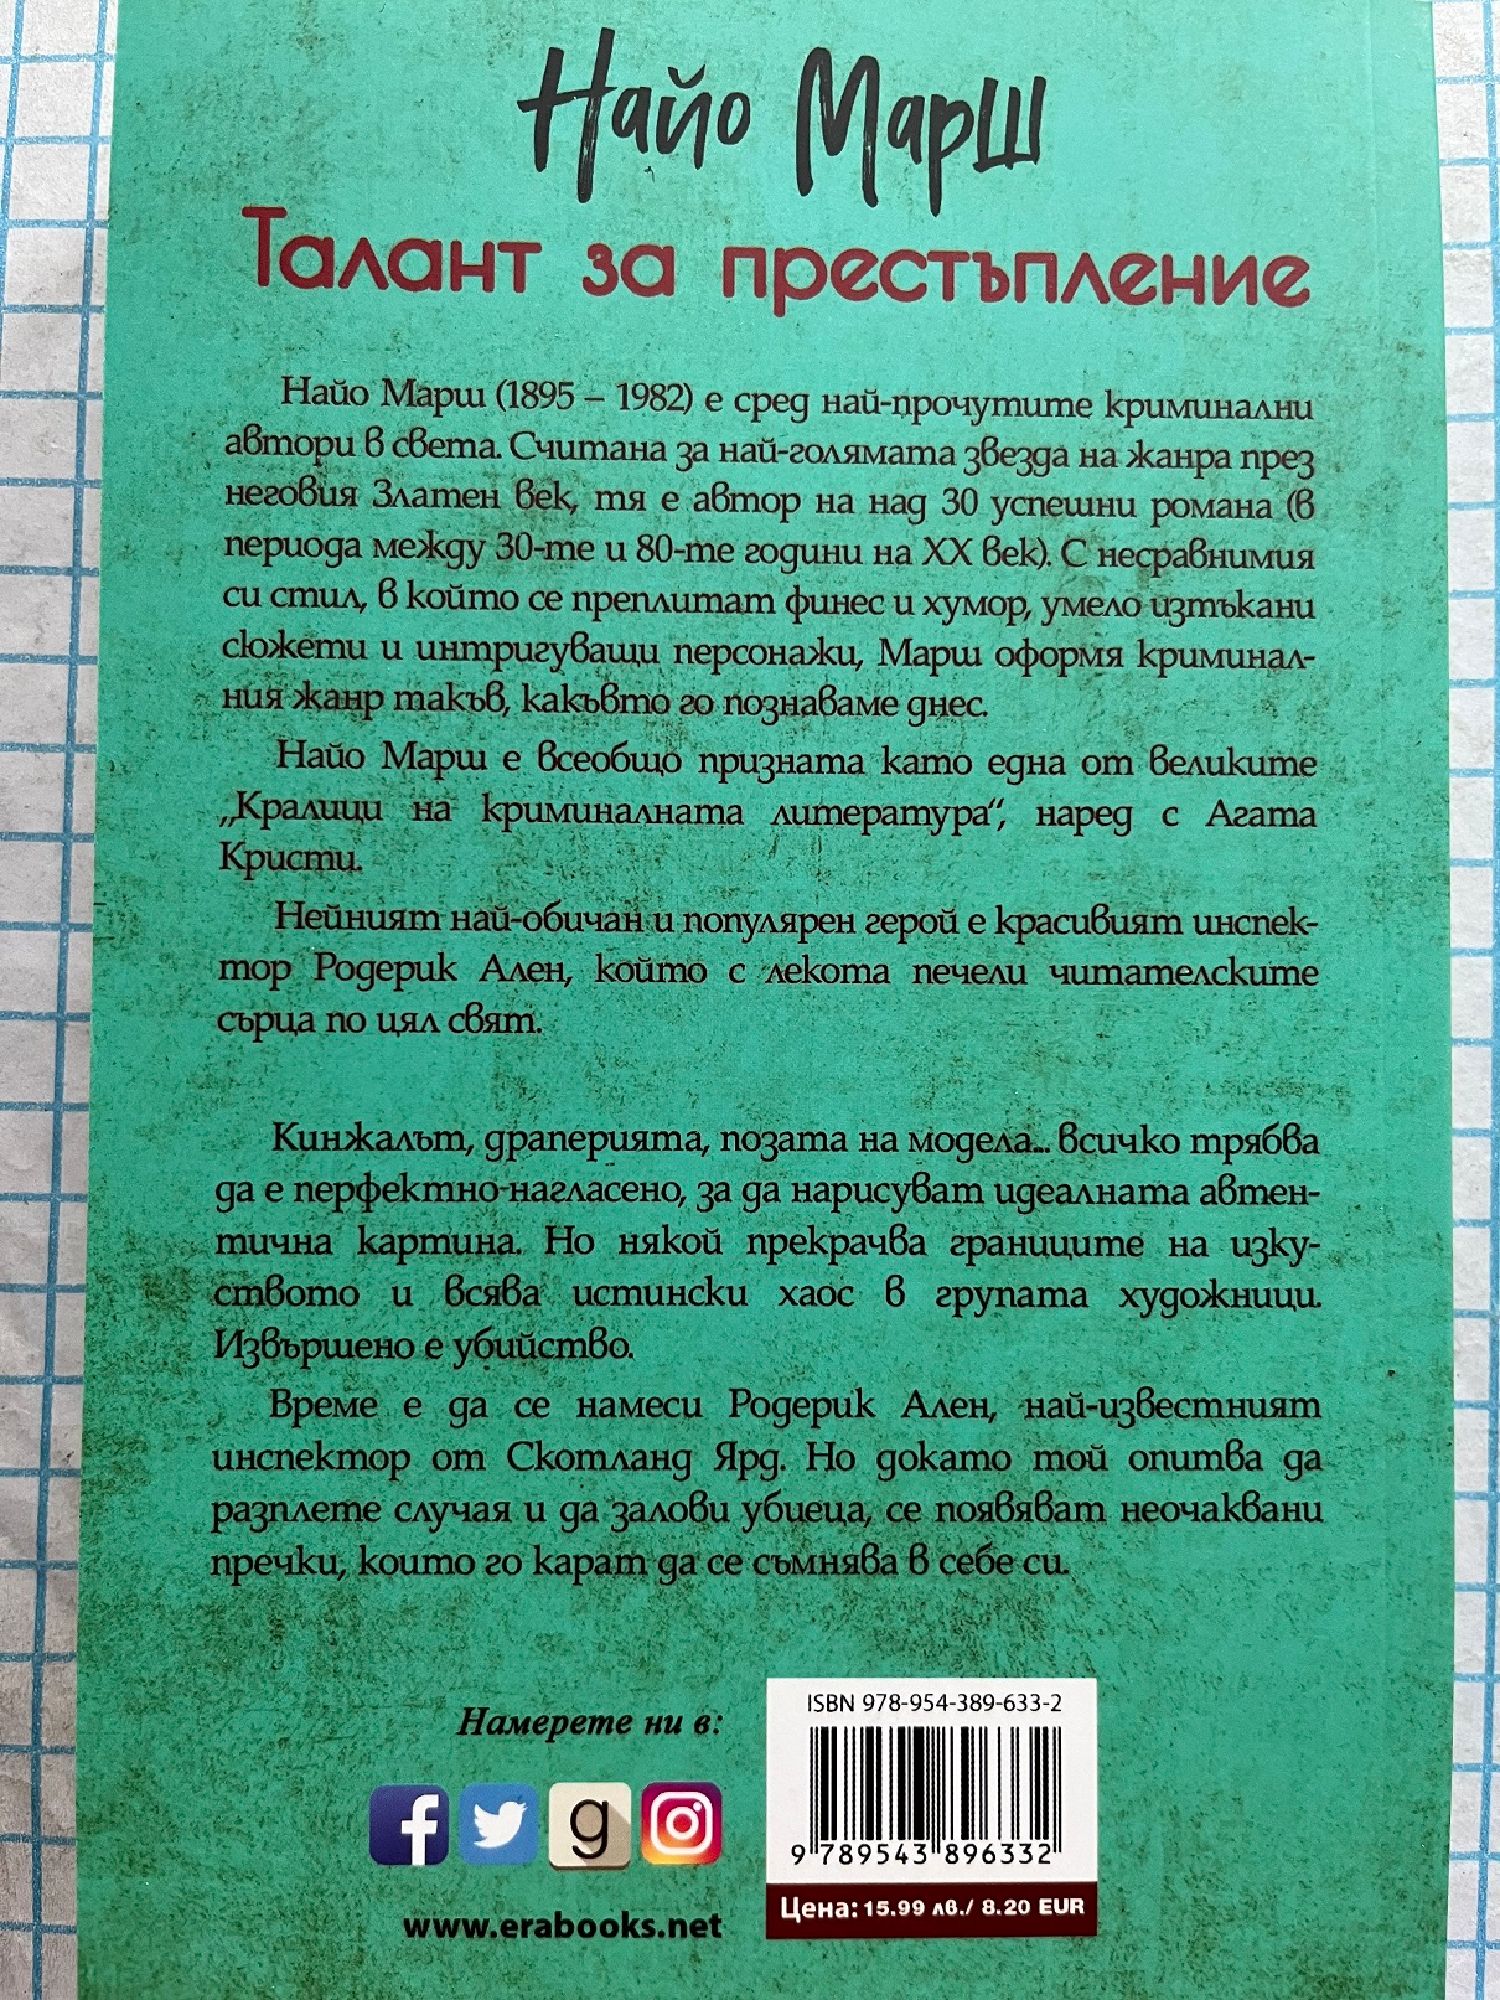 Найо Марш
Талант за престъпление
Найо Марш (1895 – 1982) е сред най-прочутите криминални
автори в света. Считана за най-голямата звезда на жанра през
неговия Златен век, тя е автор на над 30 успешни романа (в
периода между 30-те и 80-те години на XX век). С несравнимия
си стил, в който се преплитат финес и хумор, умело изтъкани
сюжети и интригуващи персонажи, Марш оформя криминал-
ния жанр такъв, какъвто го познаваме днес.
Найо Марш е всеобщо призната като една от великите
„Кралици на криминалната литература“, наред с Агата
Кристи.
Нейният най-обичан и популярен герой е красивият инспек-
тор Родерик Ален, който с лекота печели читателските
сърца по цял свят.
Кинжалът, драперията, позата на модела... всичко трябва
да е перфектно нагласено, за да нарисуват идеалната автен-
тична картина. Но някой прекрачва границите на изку-
ството и всява истински хаос в групата художници.
Извършено е убийство.
Време е да се намеси Родерик Ален, най-известният
инспектор от Скотланд Ярд. Но докато той опитва да
разплете случая и да залови убиеца, се появяват неочаквани
пречки, които го карат да се съмнява в себе си.
Намерете ни в:
f g
www.erabooks.net
ISBN 978-954-389-633-2
9 789543 896332
Цена: 15.99 лв./ 8.20 EUR